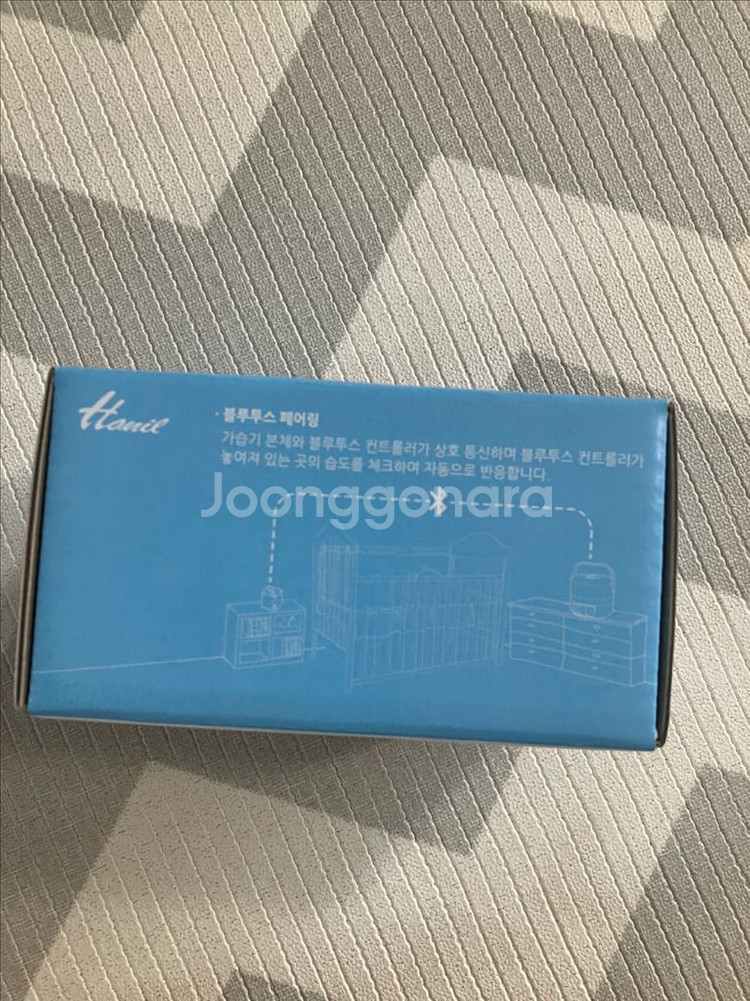 Hanil
· 블루투스 페어링
가습기 본체와 블루투스 컨트롤러가 상호 통신하며 블루투스 컨트롤러가
놓여져 있는 곳의 습도를 체크하여 자동으로 반응합니다.
Joonggonara